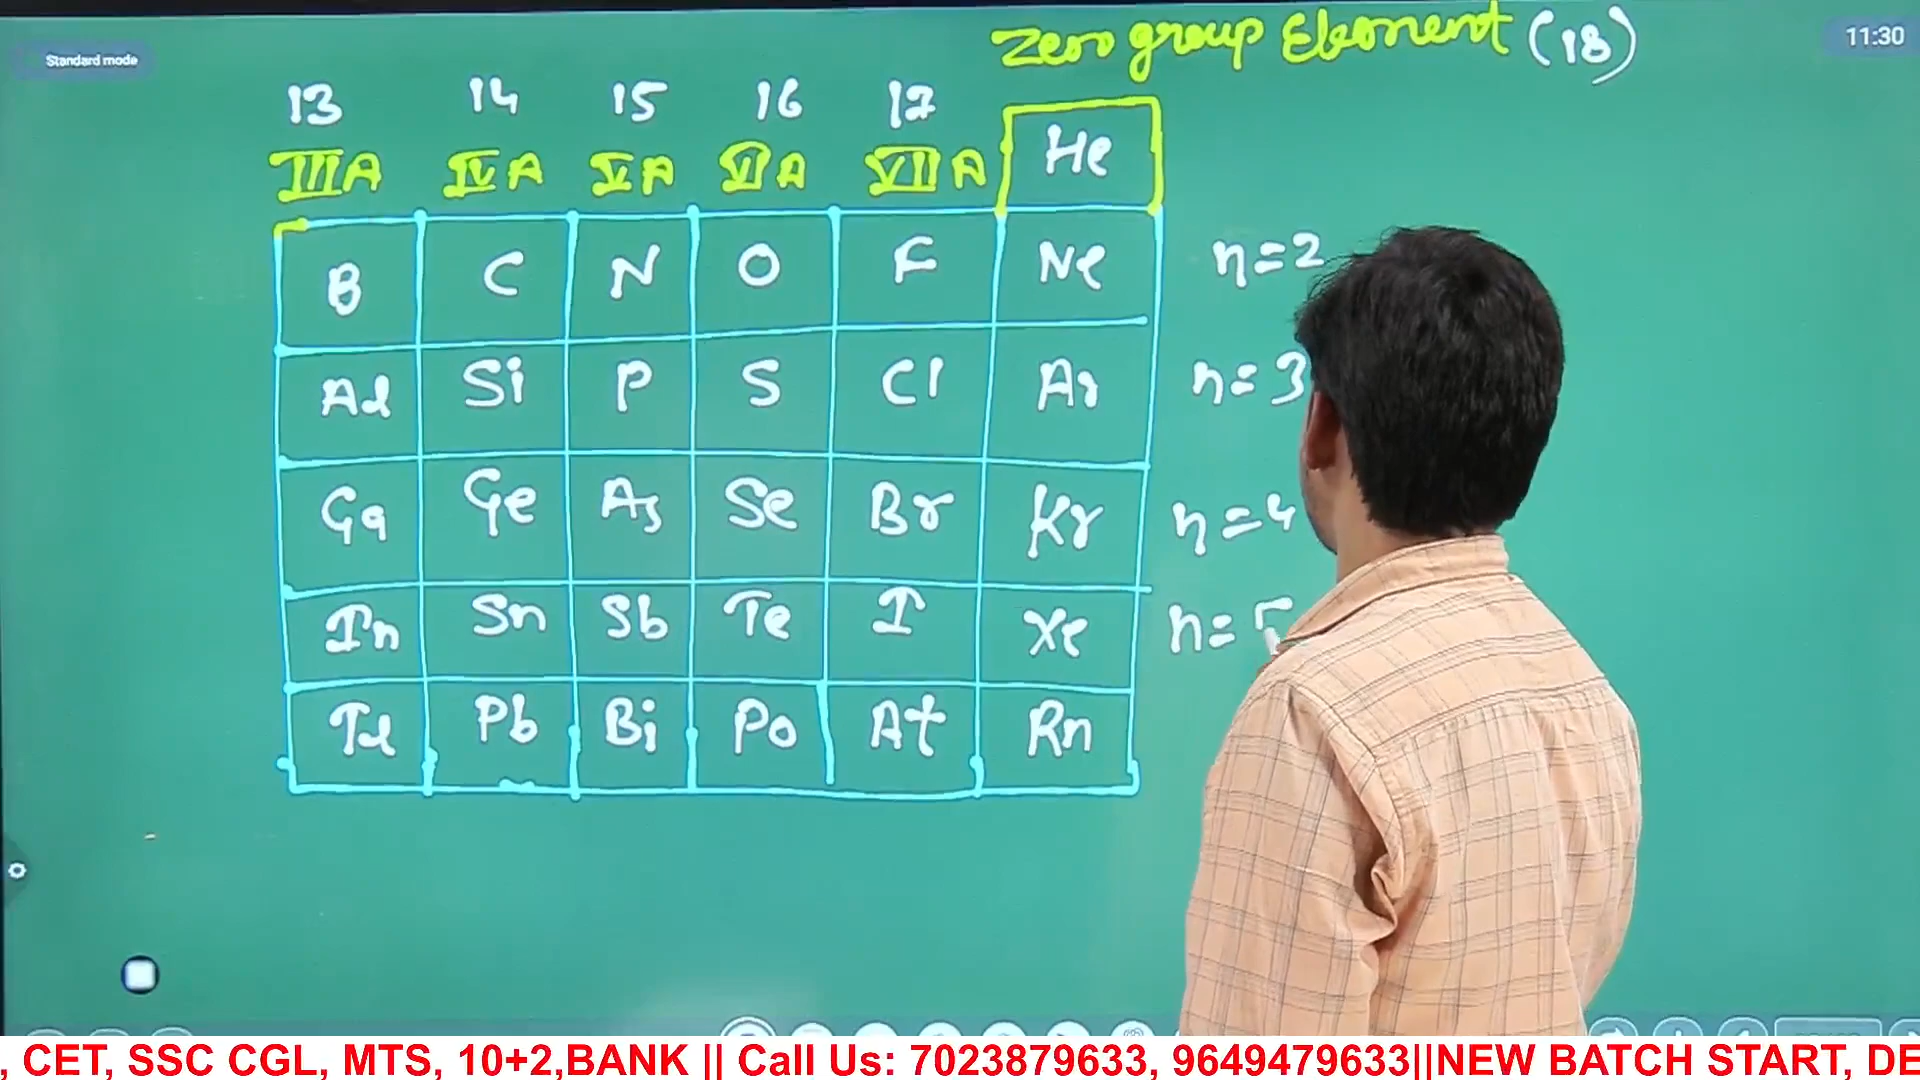 Zero group Element (18)
11:30
Standard mode
13 14 15 16 17
IIIA IVA VA VIA VIIA He
B C N O F Ne n=2
Al Si P S Cl Ar n=3
Ga Ge As Se Br Kr n=4
In Sn Sb Te I Xe n=5
Tl Pb Bi Po At Rn
, CET, SSC CGL, MTS, 10+2,BANK || Call Us: 7023879633, 9649479633||NEW BATCH START, DE